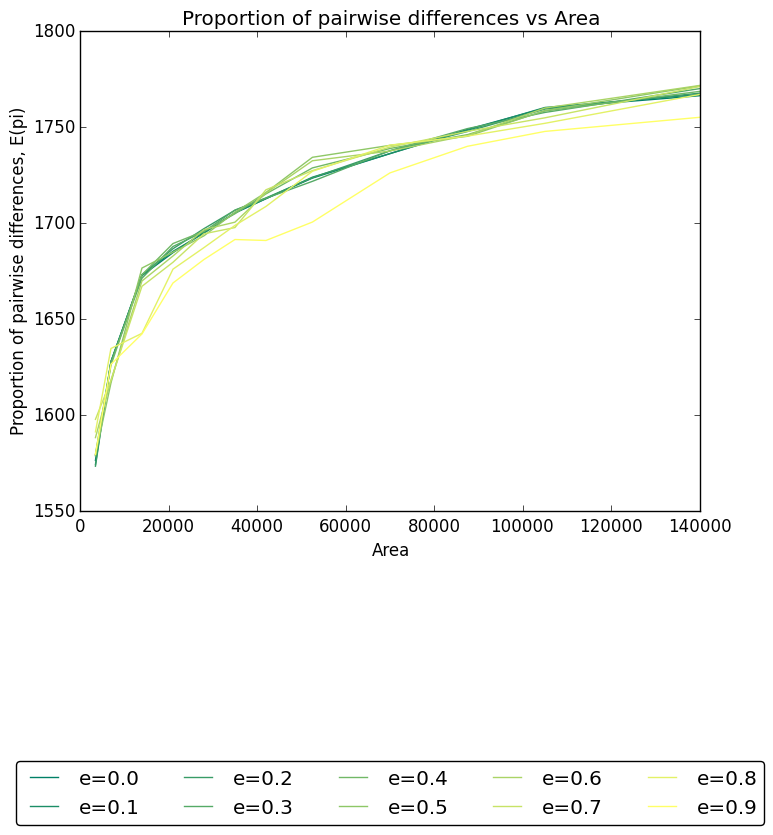 Proportion of pairwise differences vs Area
Proportion of pairwise differences, E(pi)
1800
1750
1700
1650
1600
1550
0 20000 40000 60000 80000 100000 120000 140000
Area
e=0.0 e=0.2 e=0.4 e=0.6 e=0.8
e=0.1 e=0.3 e=0.5 e=0.7 e=0.9